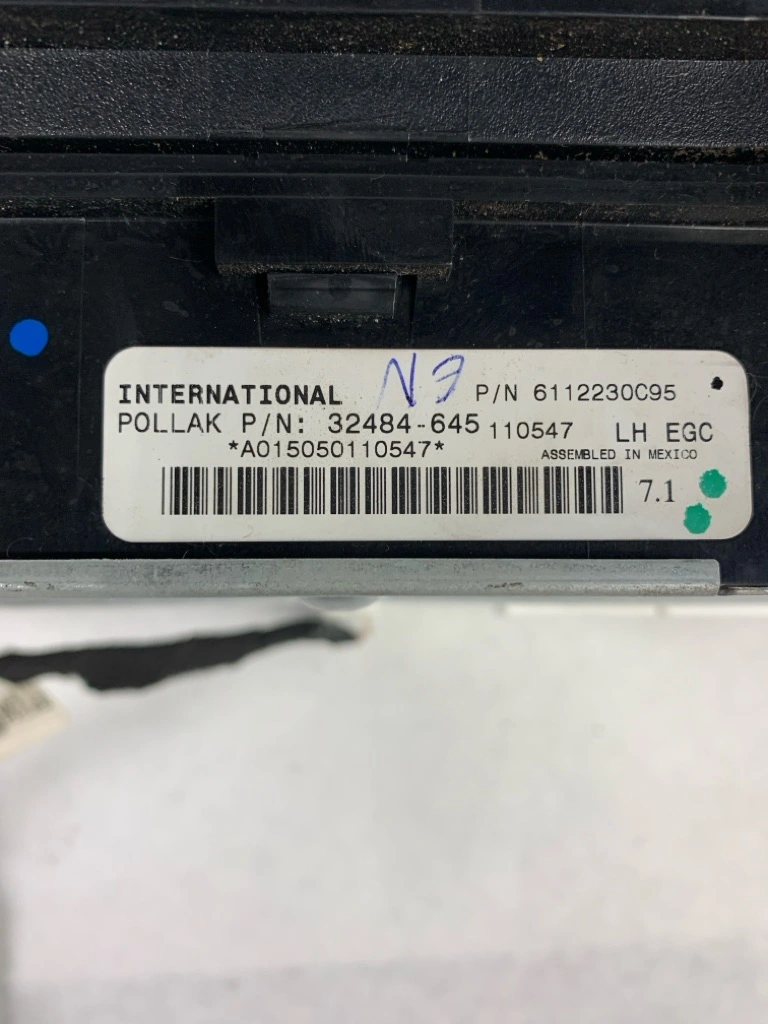 INTERNATIONAL N3 P/N 6112230C95
POLLAK P/N: 32484-645 110547 LH EGC
*A015050110547* ASSEMBLED IN MEXICO
7.1